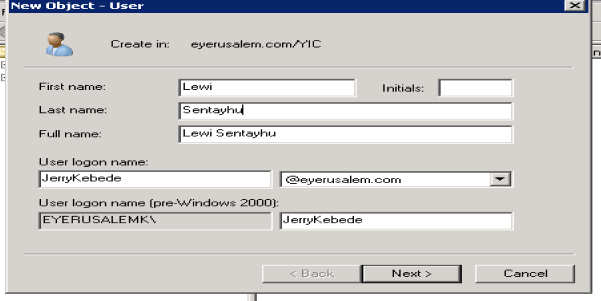 New Object - User
Create in: eyerusalem.com/YIC
First name: Lewi Initials:
Last name: Sentayhu
Full name: Lewi Sentayhu
User logon name:
JerryKebede @eyerusalem.com
User logon name (pre-Windows 2000):
EYERUSALEMK\ JerryKebede
< Back Next > Cancel